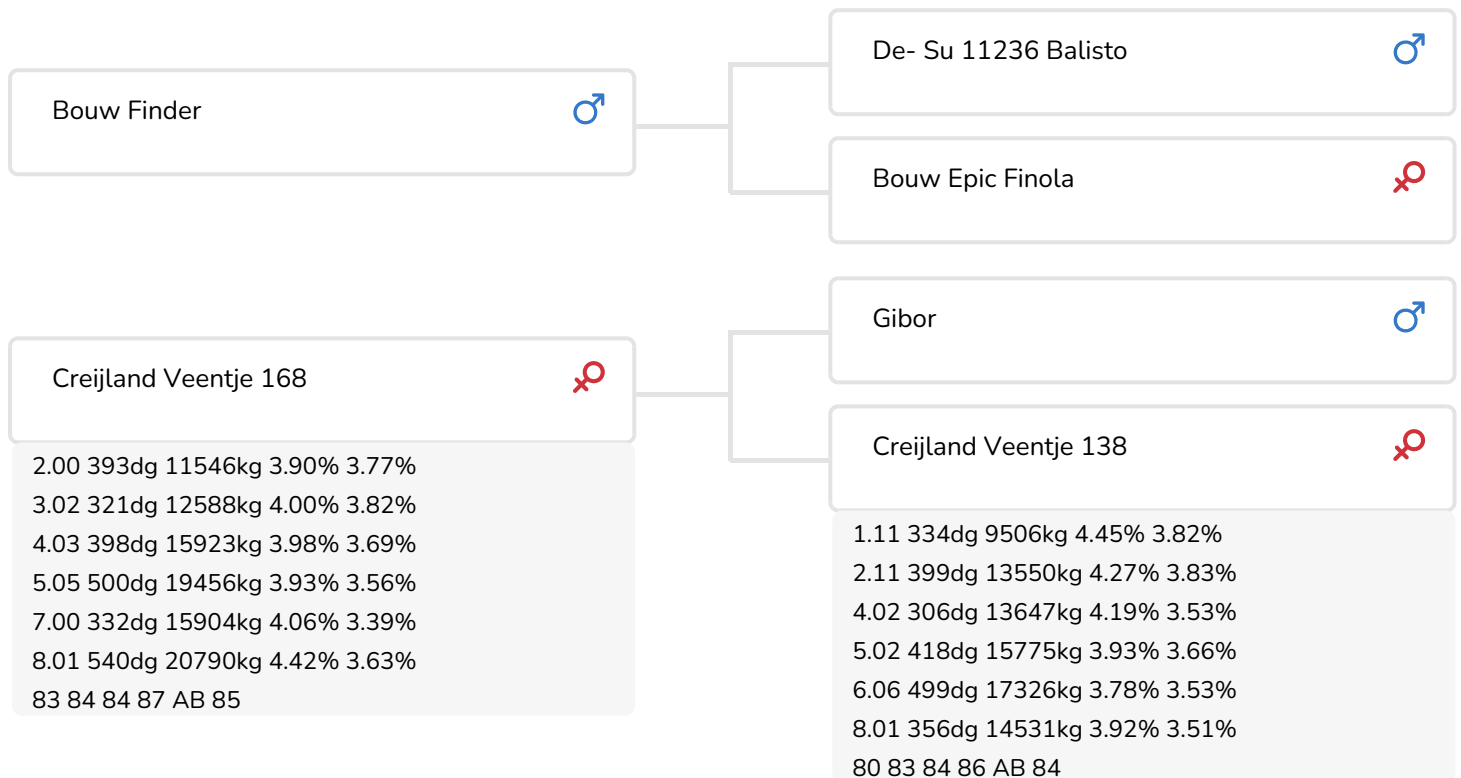 De- Su 11236 Balisto
Bouw Finder
Bouw Epic Finola
Gibor
Creijland Veentje 168
Creijland Veentje 138
2.00 393dg 11546kg 3.90% 3.77%
3.02 321dg 12588kg 4.00% 3.82%
4.03 398dg 15923kg 3.98% 3.69%
5.05 500dg 19456kg 3.93% 3.56%
7.00 332dg 15904kg 4.06% 3.39%
8.01 540dg 20790kg 4.42% 3.63%
83 84 84 87 AB 85
1.11 334dg 9506kg 4.45% 3.82%
2.11 399dg 13550kg 4.27% 3.83%
4.02 306dg 13647kg 4.19% 3.53%
5.02 418dg 15775kg 3.93% 3.66%
6.06 499dg 17326kg 3.78% 3.53%
8.01 356dg 14531kg 3.92% 3.51%
80 83 84 86 AB 84